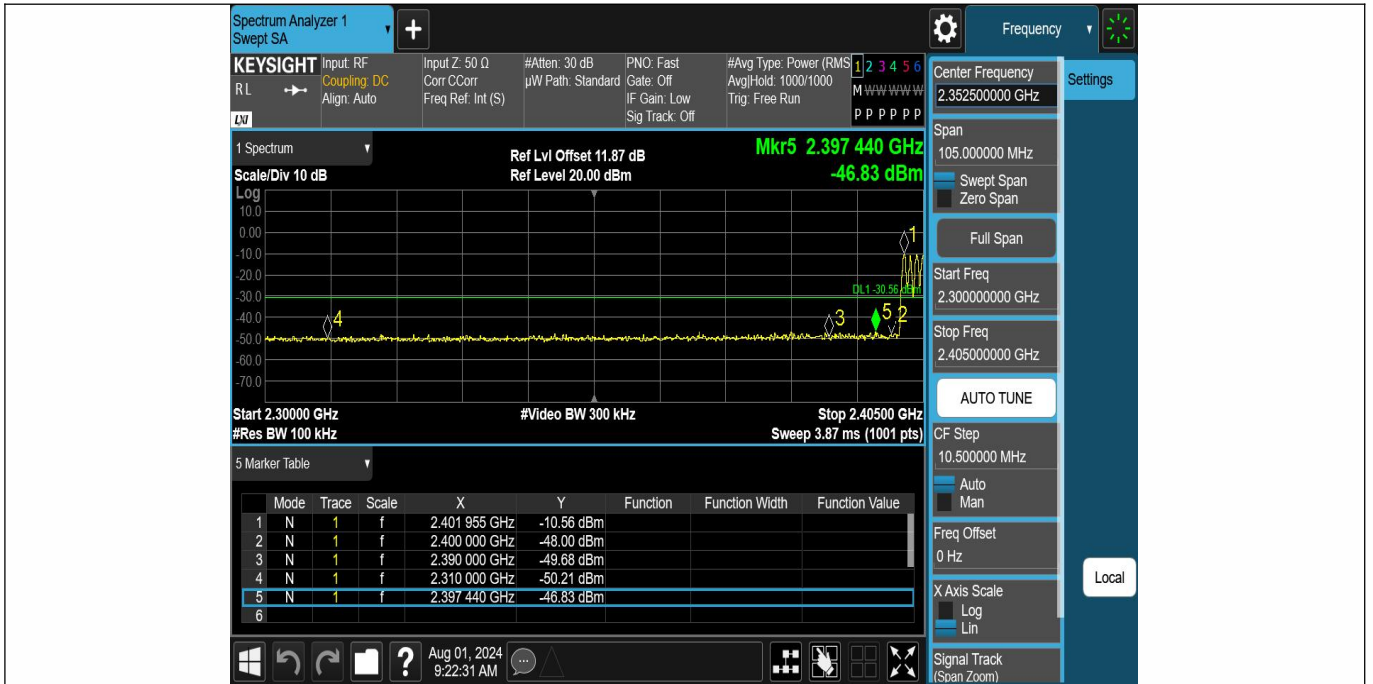 Spectrum Analyzer 1
Swept SA
+
Frequency
KEYSIGHT
RL
LXI
Input: RF
Coupling: DC
Align: Auto
Input Z: 50 Ω
Corr CCorr
Freq Ref: Int (S)
#Atten: 30 dB
µW Path: Standard
PNO: Fast
Gate: Off
IF Gain: Low
Sig Track: Off
#Avg Type: Power (RMS
Avg|Hold: 1000/1000
Trig: Free Run
1 2 3 4 5 6
M W W W W W
P P P P P P
1 Spectrum
Scale/Div 10 dB
Ref Lvl Offset 11.87 dB
Ref Level 20.00 dBm
Mkr5 2.397 440 GHz
-46.83 dBm
Log
10.0
0.00
-10.0
-20.0
-30.0
-40.0
-50.0
-60.0
-70.0
1
DL1 -30.56 dBm
4
3
5
2
Start 2.30000 GHz
#Res BW 100 kHz
#Video BW 300 kHz
Stop 2.40500 GHz
Sweep 3.87 ms (1001 pts)
5 Marker Table
Mode Trace Scale X Y Function Function Width Function Value
1 N 1 f 2.401 955 GHz -10.56 dBm
2 N 1 f 2.400 000 GHz -48.00 dBm
3 N 1 f 2.390 000 GHz -49.68 dBm
4 N 1 f 2.310 000 GHz -50.21 dBm
5 N 1 f 2.397 440 GHz -46.83 dBm
6
?
Aug 01, 2024
9:22:31 AM
Center Frequency
2.352500000 GHz
Settings
Span
105.000000 MHz
Swept Span
Zero Span
Full Span
Start Freq
2.300000000 GHz
Stop Freq
2.405000000 GHz
AUTO TUNE
CF Step
10.500000 MHz
Auto
Man
Freq Offset
0 Hz
X Axis Scale
Log
Lin
Signal Track
(Span Zoom)
Local